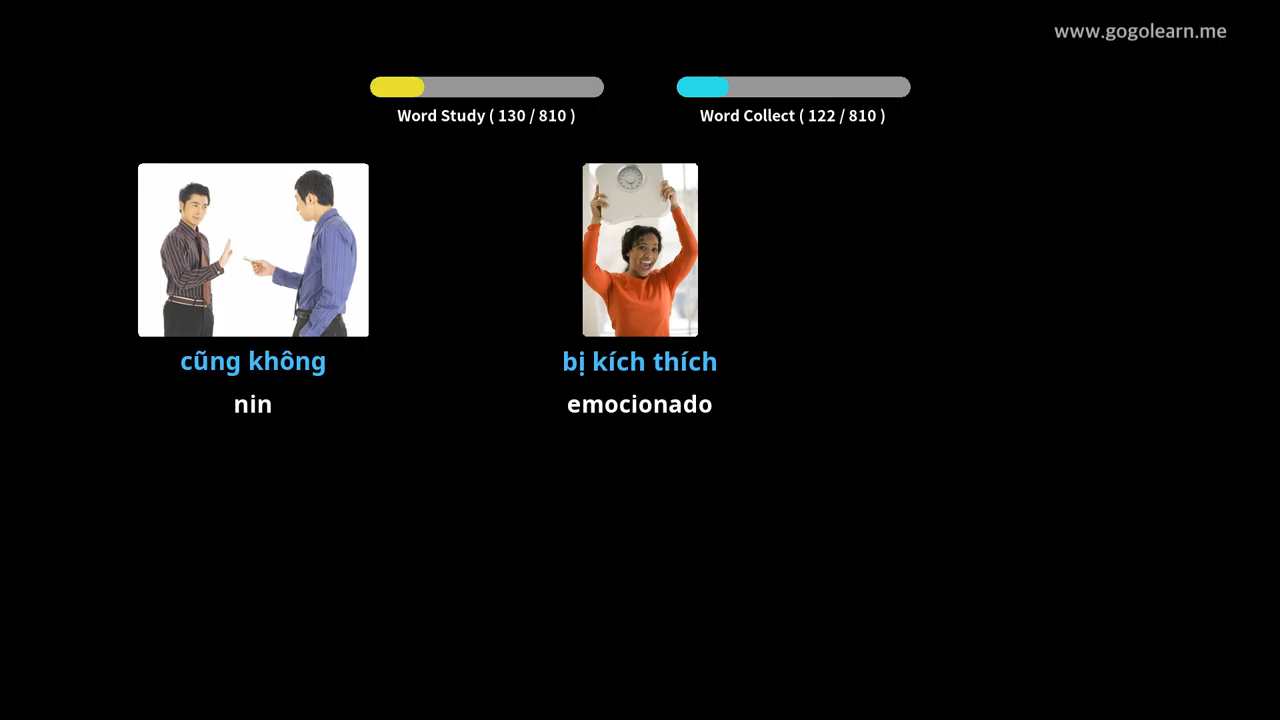 www.gogolearn.me
Word Study ( 130 / 810 )
Word Collect ( 122 / 810 )
cũng không
nin
bị kích thích
emocionado